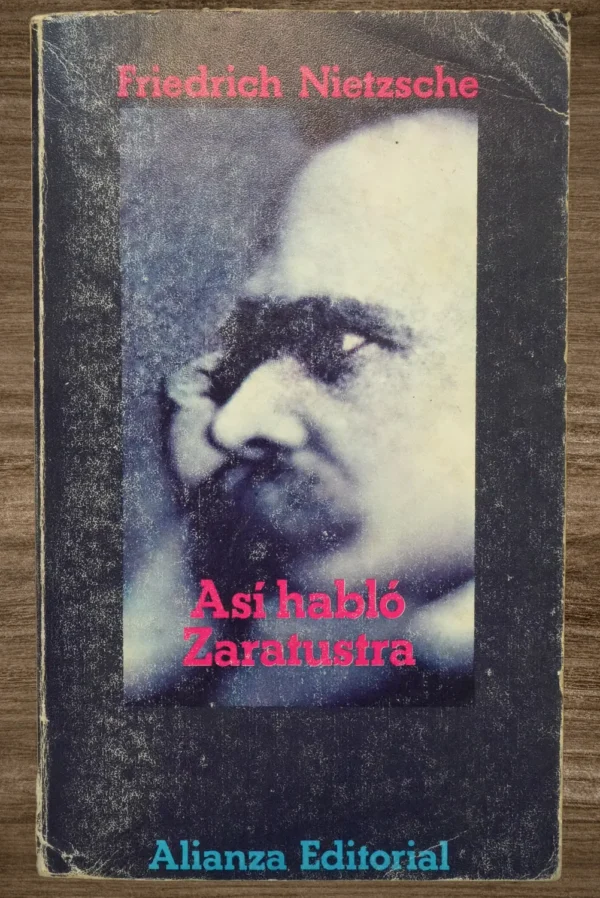 Friedrich Nietzsche
Así habló
Zaratustra
Alianza Editorial